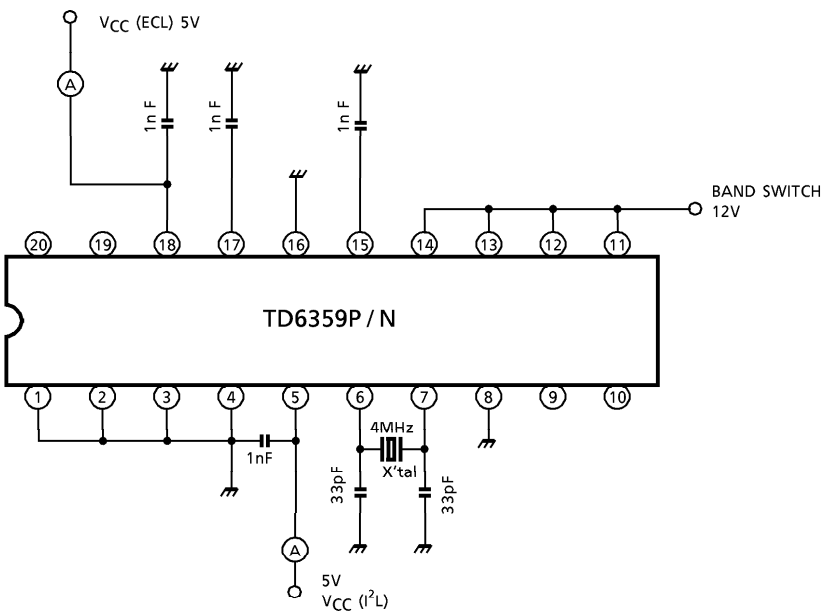 VCC (ECL) 5V
A
1n F
1n F
1n F
BAND SWITCH
12V
20 19 18 17 16 15 14 13 12 11
TD6359P / N
1 2 3 4 5 6 7 8 9 10
1nF
4MHz
X'tal
33pF
33pF
A
5V
VCC (I²L)